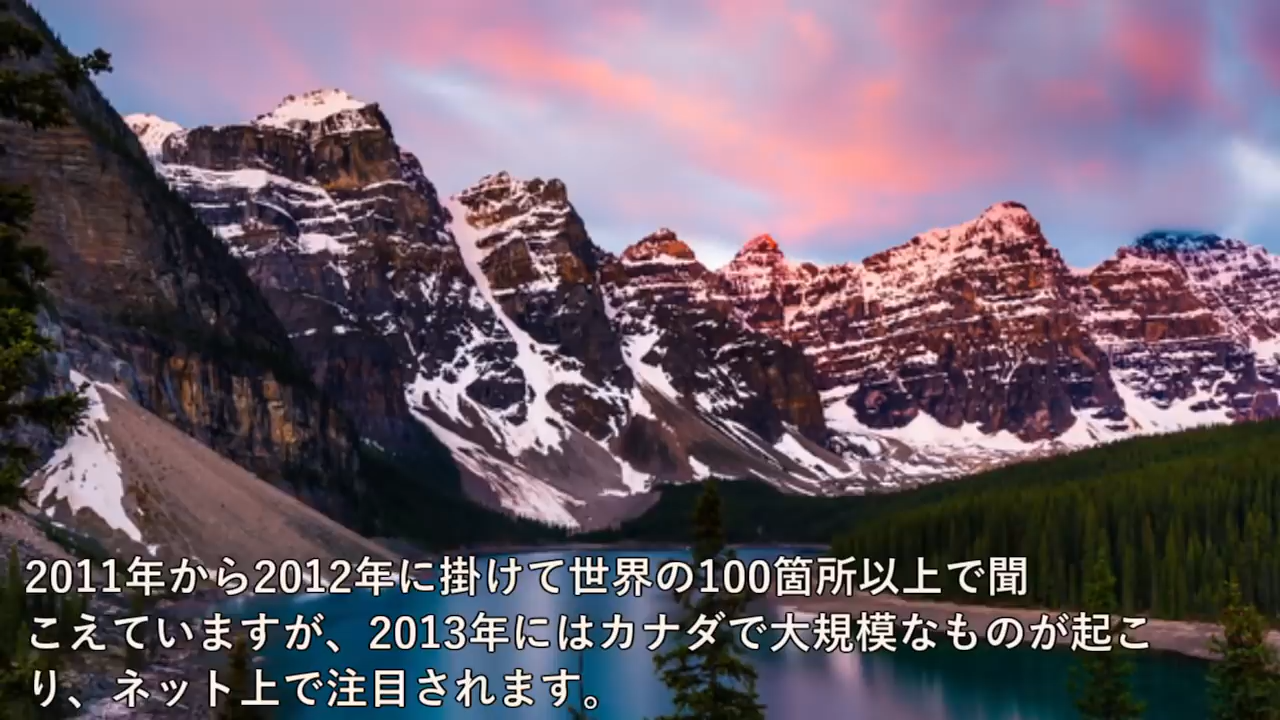 2011年から2012年に掛けて世界の100箇所以上で聞
こえていますが、2013年にはカナダで大規模なものが起こ
り、ネット上で注目されます。